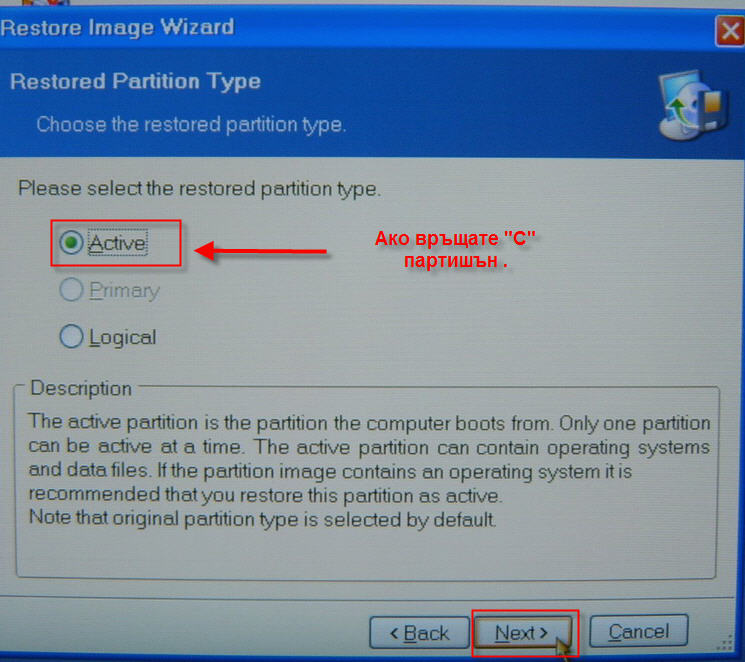 Restore Image Wizard
Restored Partition Type
Choose the restored partition type.
Please select the restored partition type.
Active
Ако връщате "С"
партишън .
Primary
Logical
Description
The active partition is the partition the computer boots from. Only one partition
can be active at a time. The active partition can contain operating systems
and data files. If the partition image contains an operating system it is
recommended that you restore this partition as active.
Note that original partition type is selected by default.
< Back
Next >
Cancel